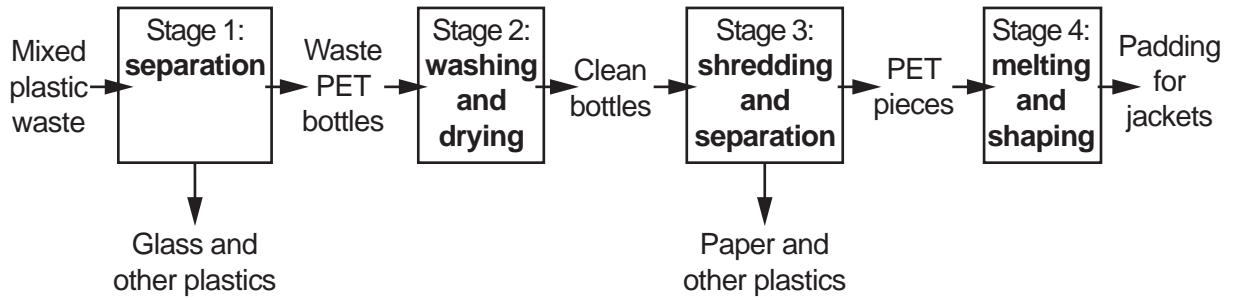 Mixed
plastic
waste
Stage 1:
separation
Glass and
other plastics
Waste
PET
bottles
Stage 2:
washing
and
drying
Clean
bottles
Stage 3:
shredding
and
separation
Paper and
other plastics
PET
pieces
Stage 4:
melting
and
shaping
Padding
for
jackets